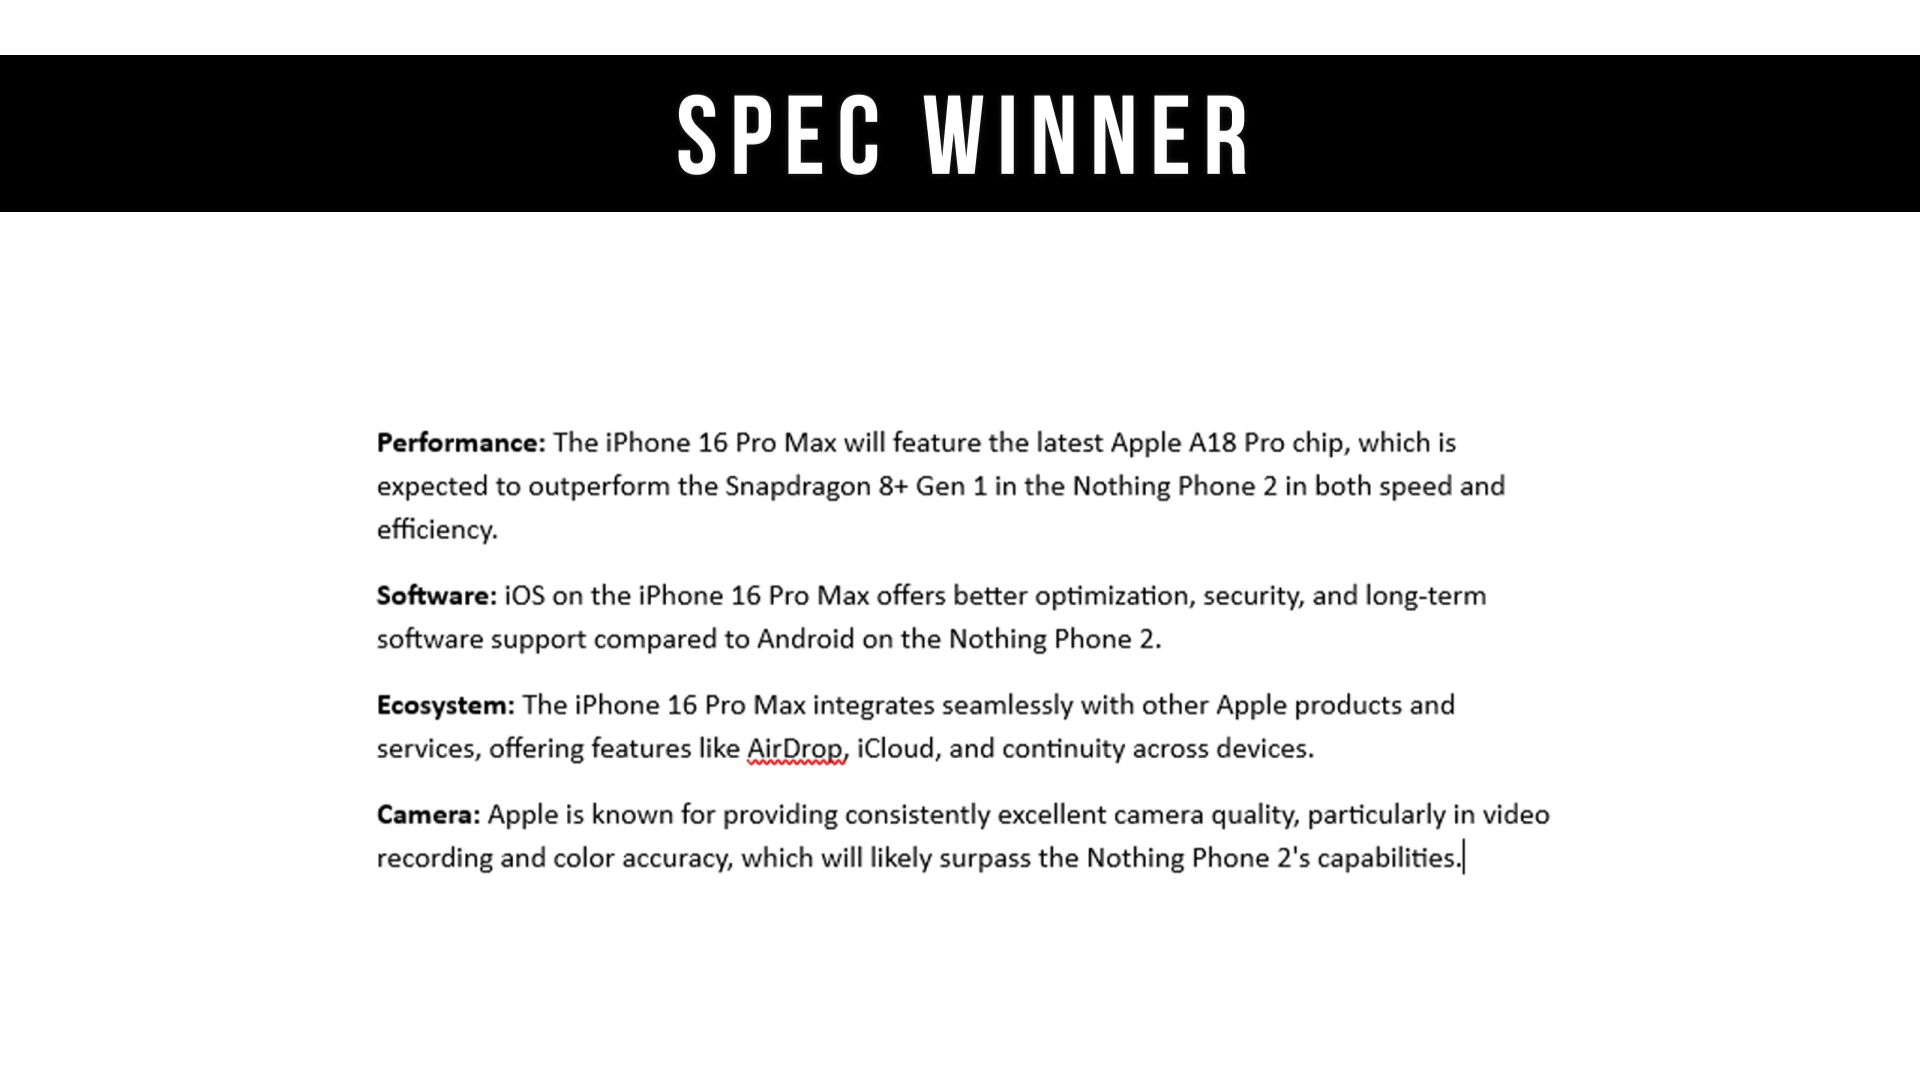 SPEC WINNER
Performance: The iPhone 16 Pro Max will feature the latest Apple A18 Pro chip, which is
expected to outperform the Snapdragon 8+ Gen 1 in the Nothing Phone 2 in both speed and
efficiency.
Software: iOS on the iPhone 16 Pro Max offers better optimization, security, and long-term
software support compared to Android on the Nothing Phone 2.
Ecosystem: The iPhone 16 Pro Max integrates seamlessly with other Apple products and
services, offering features like AirDrop, iCloud, and continuity across devices.
Camera: Apple is known for providing consistently excellent camera quality, particularly in video
recording and color accuracy, which will likely surpass the Nothing Phone 2's capabilities.